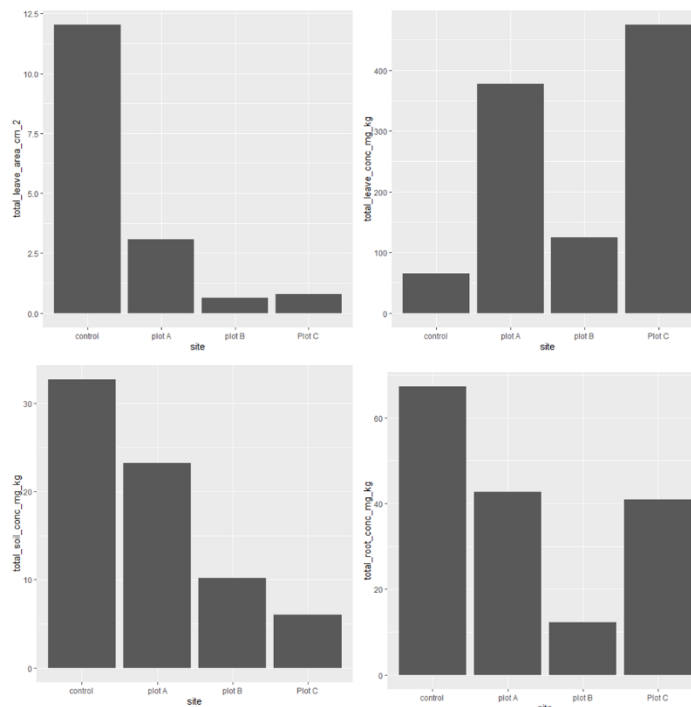 total_leave_area_cm_2
12.5
10.0
7.5
5.0
2.5
0.0
control plot A plot B Plot C
site
total_leave_conc_mg_kg
400
300
200
100
0
control plot A plot B Plot C
site
total_soil_conc_mg_kg
30
20
10
0
control plot A plot B Plot C
site
total_root_conc_mg_kg
60
40
20
0
control plot A plot B Plot C
site